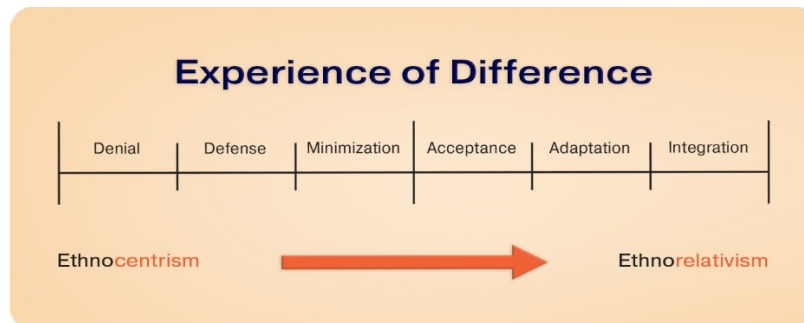 Experience of Difference
Denial Defense Minimization Acceptance Adaptation Integration
Ethnocentrism Ethnorelativism